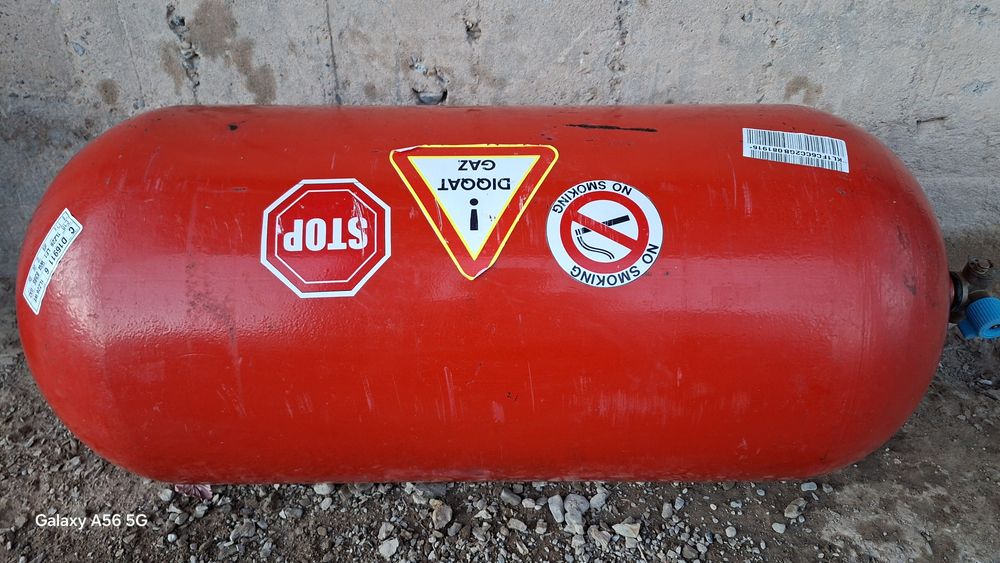 STOP
DIQQAT
GAZ
NO SMOKING
NO SMOKING
Galaxy A56 5G